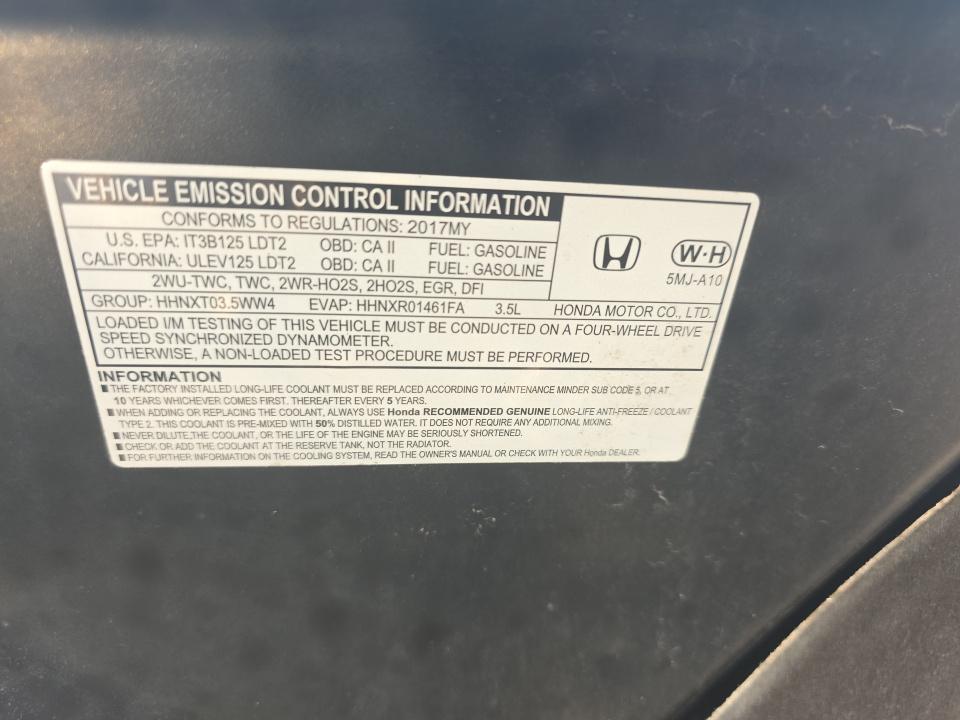 VEHICLE EMISSION CONTROL INFORMATION
CONFORMS TO REGULATIONS: 2017MY
U.S. EPA: IT3B125 LDT2 OBD: CA II FUEL: GASOLINE
CALIFORNIA: ULEV125 LDT2 OBD: CA II FUEL: GASOLINE
2WU-TWC, TWC, 2WR-HO2S, 2HO2S, EGR, DFI
W·H
5MJ-A10
GROUP: HHNXT03.5WW4 EVAP: HHNXR01461FA 3.5L HONDA MOTOR CO., LTD.
LOADED I/M TESTING OF THIS VEHICLE MUST BE CONDUCTED ON A FOUR-WHEEL DRIVE
SPEED SYNCHRONIZED DYNAMOMETER.
OTHERWISE, A NON-LOADED TEST PROCEDURE MUST BE PERFORMED.
INFORMATION
■ THE FACTORY INSTALLED LONG-LIFE COOLANT MUST BE REPLACED ACCORDING TO MAINTENANCE MINDER SUB CODE 5, OR AT
10 YEARS WHICHEVER COMES FIRST. THEREAFTER EVERY 5 YEARS.
■ WHEN ADDING OR REPLACING THE COOLANT, ALWAYS USE Honda RECOMMENDED GENUINE LONG-LIFE ANTI-FREEZE / COOLANT
TYPE 2. THIS COOLANT IS PRE-MIXED WITH 50% DISTILLED WATER. IT DOES NOT REQUIRE ANY ADDITIONAL MIXING.
■ NEVER DILUTE THE COOLANT, OR THE LIFE OF THE ENGINE MAY BE SERIOUSLY SHORTENED.
■ CHECK OR ADD THE COOLANT AT THE RESERVE TANK, NOT THE RADIATOR.
■ FOR FURTHER INFORMATION ON THE COOLING SYSTEM, READ THE OWNER'S MANUAL OR CHECK WITH YOUR Honda DEALER.